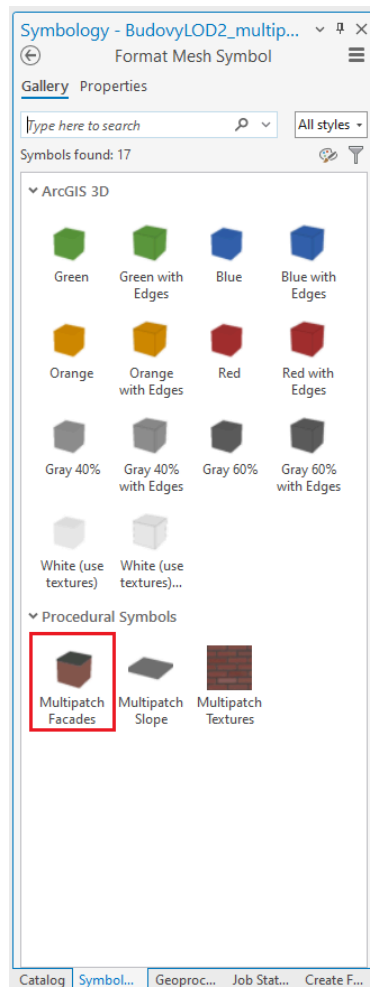 Symbology - BudovyLOD2_multip...
Format Mesh Symbol
Gallery Properties
Type here to search
All styles
Symbols found: 17
ArcGIS 3D
Green
Green with
Edges
Blue
Blue with
Edges
Orange
Orange
with Edges
Red
Red with
Edges
Gray 40%
Gray 40%
with Edges
Gray 60%
Gray 60%
with Edges
White (use
textures)
White (use
textures)...
Procedural Symbols
Multipatch
Facades
Multipatch
Slope
Multipatch
Textures
Catalog Symbol... Geoproc... Job Stat... Create F...